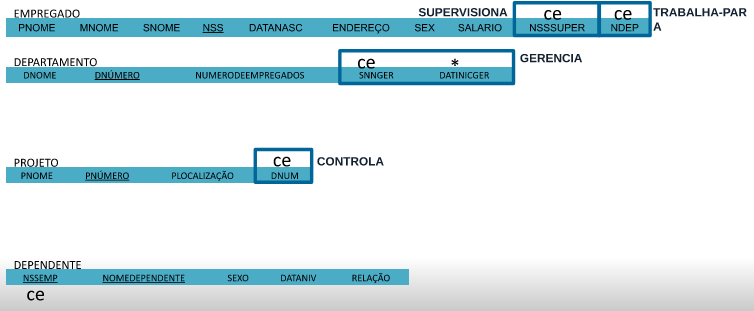 EMPREGADO SUPERVISIONA ce ce TRABALHA-PAR
A
PNOME MNOME SNOME NSS DATANASC ENDEREÇO SEX SALARIO NSSSUPER NDEP
DEPARTAMENTO ce * GERENCIA
DNOME DNÚMERO NUMERODEEMPREGADOS SNNGER DATINICGER
PROJETO ce CONTROLA
PNOME PNÚMERO PLOCALIZAÇÃO DNUM
DEPENDENTE
NSSEMP NOMEDEPENDENTE SEXO DATANIV RELAÇÃO
ce